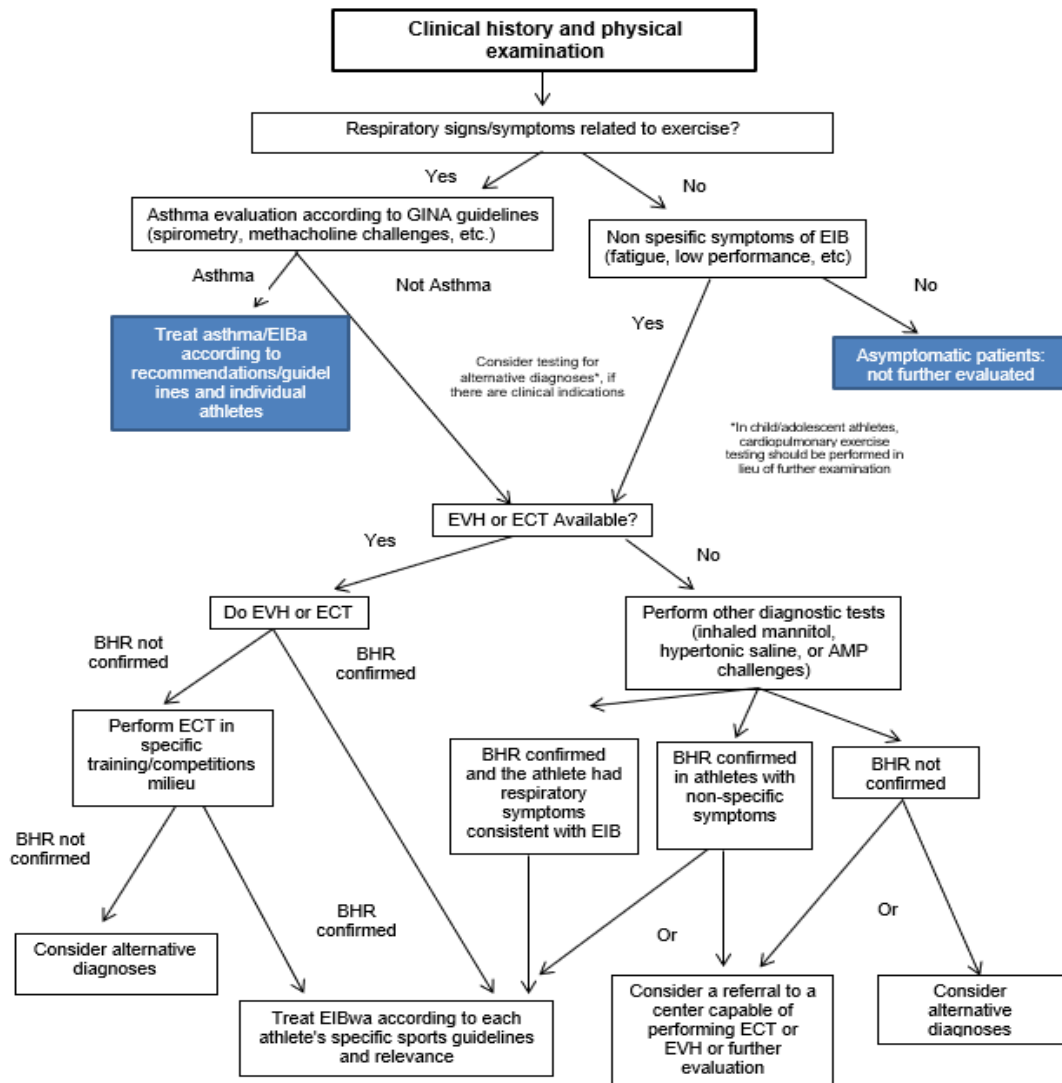 Clinical history and physical
examination
Respiratory signs/symptoms related to exercise?
Yes
No
Asthma evaluation according to GINA guidelines
(spirometry, methacholine challenges, etc.)
Non spesific symptoms of EIB
(fatigue, low performance, etc)
Asthma
Not Asthma
No
Yes
Treat asthma/EIBa
according to
recommendations/guidel
ines and individual
athletes
Consider testing for
alternative diagnoses*, if
there are clinical indications
Asymptomatic patients:
not further evaluated
*In child/adolescent athletes,
cardiopulmonary exercise
testing should be performed in
lieu of further examination
EVH or ECT Available?
Yes
No
Do EVH or ECT
Perform other diagnostic tests
(inhaled mannitol,
hypertonic saline, or AMP
challenges)
BHR not
confirmed
BHR
confirmed
Perform ECT in
specific
training/competitions
milieu
BHR confirmed
and the athlete had
respiratory
symptoms
consistent with EIB
BHR confirmed
in athletes with
non-specific
symptoms
BHR not
confirmed
BHR not
confirmed
BHR
confirmed
Or
Or
Consider alternative
diagnoses
Treat EIBwa according to each
athlete's specific sports guidelines
and relevance
Consider a referral to a
center capable of
performing ECT or
EVH or further
evaluation
Consider
alternative
diagnoses